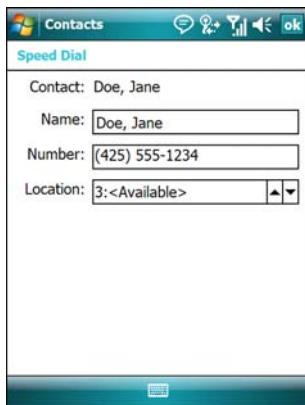 Contacts ok
Speed Dial
Contact: Doe, Jane
Name: Doe, Jane
Number: (425) 555-1234
Location: 3:<Available>